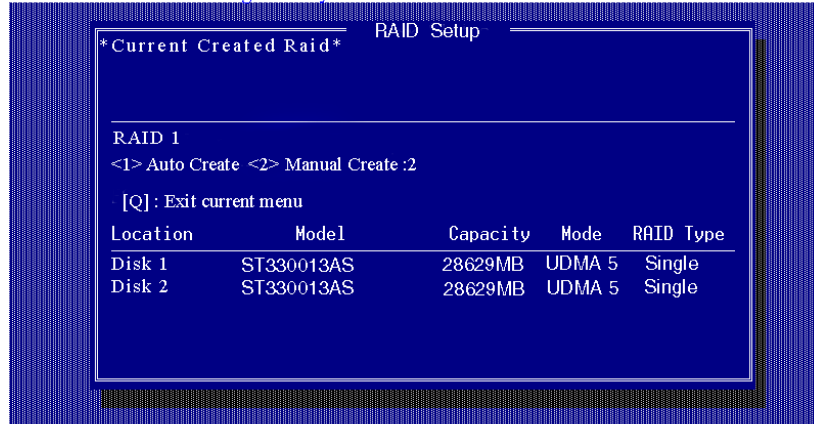 RAID Setup
*Current Created Raid*
RAID 1
<1> Auto Create <2> Manual Create :2
[Q] : Exit current menu
Location Model Capacity Mode RAID Type
Disk 1 ST330013AS 28629MB UDMA 5 Single
Disk 2 ST330013AS 28629MB UDMA 5 Single